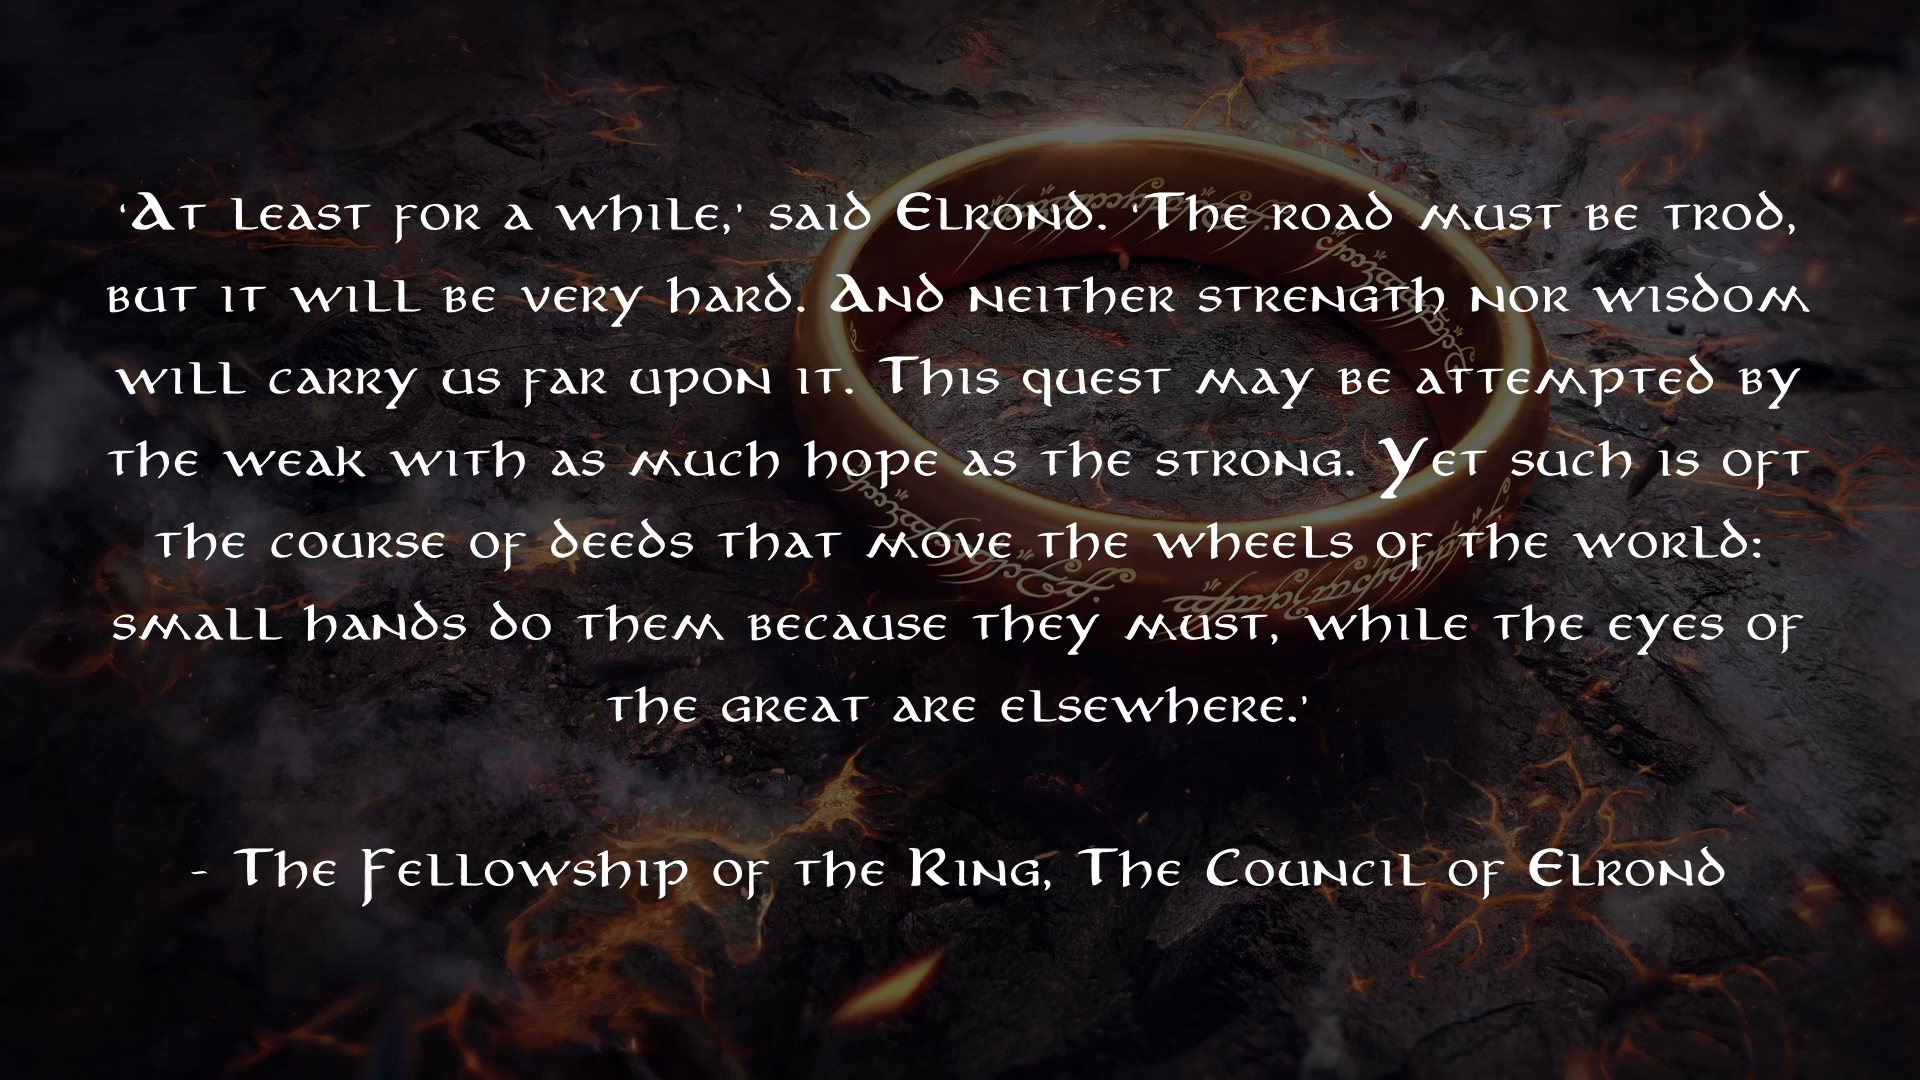 ‘At least for a while,’ said Elrond. ‘The road must be trod,
but it will be very hard. And neither strength nor wisdom
will carry us far upon it. This quest may be attempted by
the weak with as much hope as the strong. Yet such is oft
the course of deeds that move the wheels of the world:
small hands do them because they must, while the eyes of
the great are elsewhere.’
- The Fellowship of the Ring, The Council of Elrond